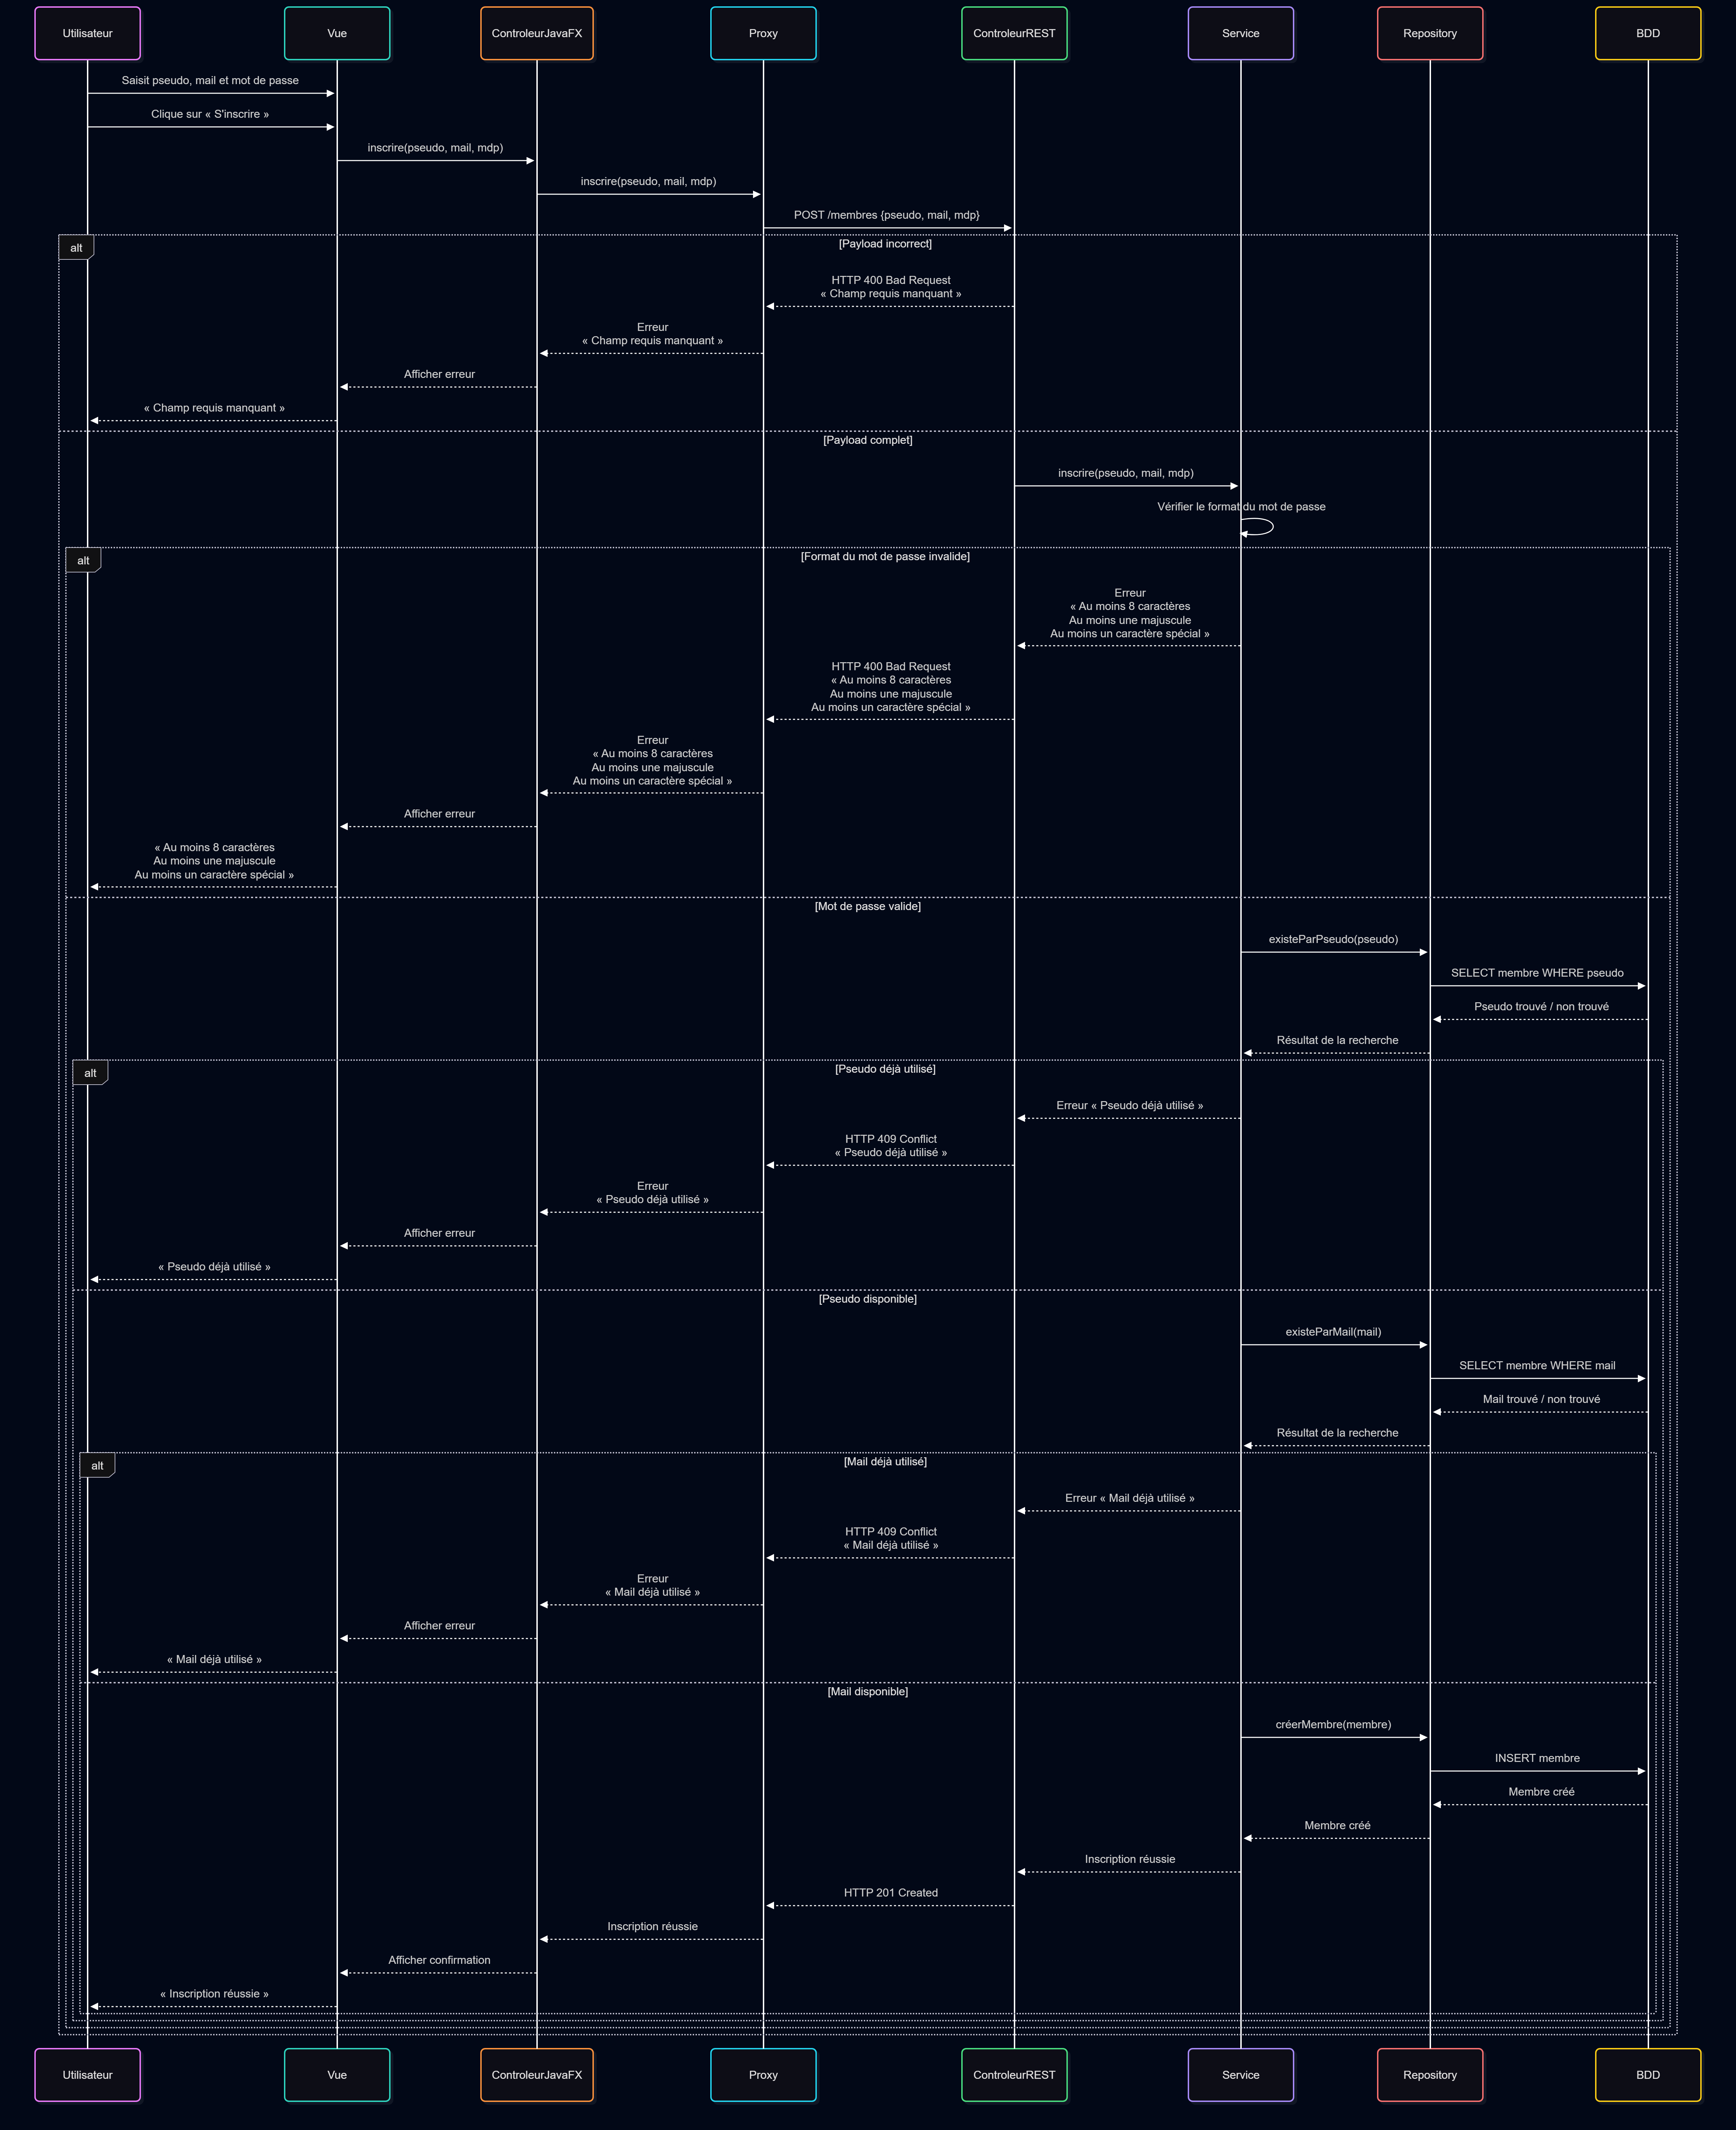 Utilisateur
Vue
ControleurJavaFX
Proxy
ControleurREST
Service
Repository
BDD
Saisit pseudo, mail et mot de passe
Clique sur « S'inscrire »
inscrire(pseudo, mail, mdp)
inscrire(pseudo, mail, mdp)
POST /membres {pseudo, mail, mdp}
alt
[Payload incorrect]
HTTP 400 Bad Request
« Champ requis manquant »
Erreur
« Champ requis manquant »
Afficher erreur
« Champ requis manquant »
[Payload complet]
inscrire(pseudo, mail, mdp)
Vérifier le format du mot de passe
alt
[Format du mot de passe invalide]
Erreur
« Au moins 8 caractères
Au moins une majuscule
Au moins un caractère spécial »
HTTP 400 Bad Request
« Au moins 8 caractères
Au moins une majuscule
Au moins un caractère spécial »
Erreur
« Au moins 8 caractères
Au moins une majuscule
Au moins un caractère spécial »
Afficher erreur
« Au moins 8 caractères
Au moins une majuscule
Au moins un caractère spécial »
[Mot de passe valide]
existeParPseudo(pseudo)
SELECT membre WHERE pseudo
Pseudo trouvé / non trouvé
Résultat de la recherche
alt
[Pseudo déjà utilisé]
Erreur « Pseudo déjà utilisé »
HTTP 409 Conflict
« Pseudo déjà utilisé »
Erreur
« Pseudo déjà utilisé »
Afficher erreur
« Pseudo déjà utilisé »
[Pseudo disponible]
existeParMail(mail)
SELECT membre WHERE mail
Mail trouvé / non trouvé
Résultat de la recherche
alt
[Mail déjà utilisé]
Erreur « Mail déjà utilisé »
HTTP 409 Conflict
« Mail déjà utilisé »
Erreur
« Mail déjà utilisé »
Afficher erreur
« Mail déjà utilisé »
[Mail disponible]
créerMembre(membre)
INSERT membre
Membre créé
Membre créé
Inscription réussie
HTTP 201 Created
Inscription réussie
Afficher confirmation
« Inscription réussie »
Utilisateur
Vue
ControleurJavaFX
Proxy
ControleurREST
Service
Repository
BDD